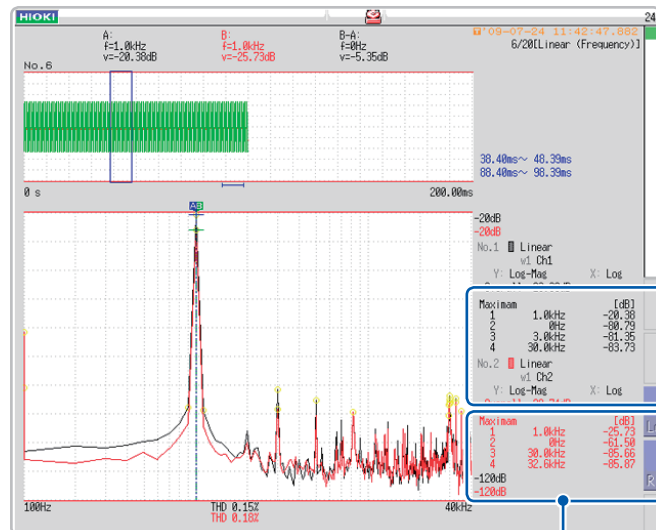 HIOKI
24
A: B: B-A:
f=1.0kHz f=1.0kHz f=0Hz
v=-20.38dB v=-25.73dB v=-5.35dB
'09-07-24 11:42:47.862
6/20[Linear (Frequency)]
No.6
38.40ms~ 48.39ms
88.40ms~ 98.39ms
0 s 200.00ms
AB
-20dB
-20dB
No.1 Linear
w1 Ch1
Y: Log-Mag X: Log
Maximam [dB]
1 1.0kHz -20.38
2 0Hz -80.79
3 3.0kHz -81.35
4 30.0kHz -83.73
No.2 Linear
w1 Ch2
Y: Log-Mag X: Log
Maximam [dB]
1 1.0kHz -25.73
2 0Hz -61.50
3 30.0kHz -85.66
4 32.6kHz -85.87
-120dB
-120dB
100Hz THD 0.15% 40kHz
THD 0.18%